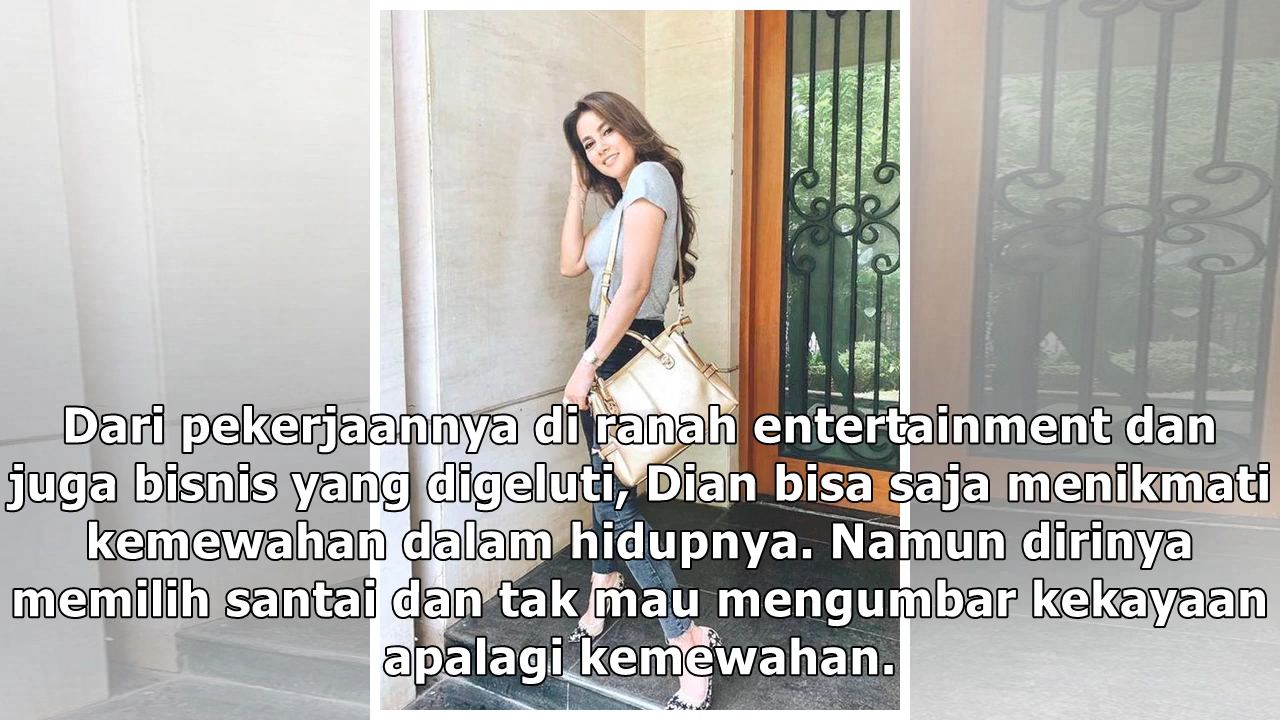 Dari pekerjaannya di ranah entertainment dan
juga bisnis yang digeluti, Dian bisa saja menikmati
kemewahan dalam hidupnya. Namun dirinya
memilih santai dan tak mau mengumbar kekayaan
apalagi kemewahan.